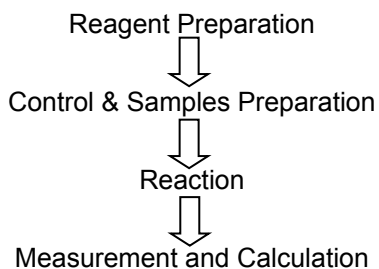 Reagent Preparation
Control & Samples Preparation
Reaction
Measurement and Calculation